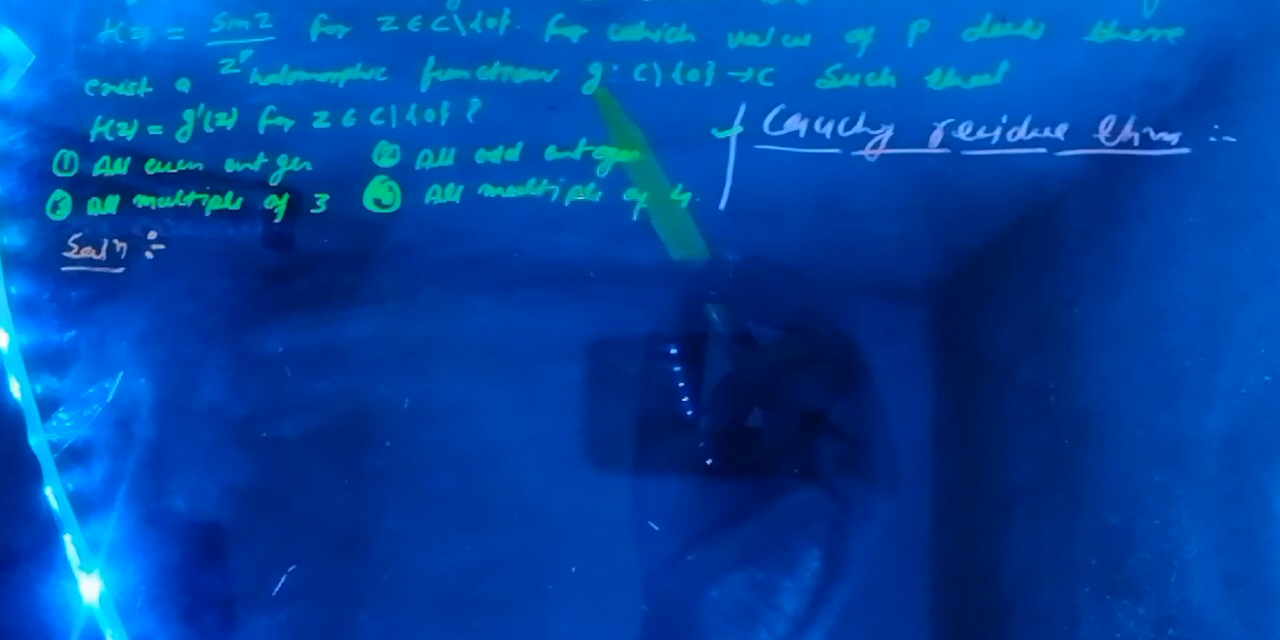 f(z) = sin z / z^p for z ∈ C\{0}. for which value of P does there
exist a holomorphic function g: C\{0} → C such that
f(z) = g'(z) for z ∈ C\{0} ?
① All even integer ② All odd integer
③ All multiple of 3 ④ All multiple of 4.
Cauchy residue thm :-
Soln :-